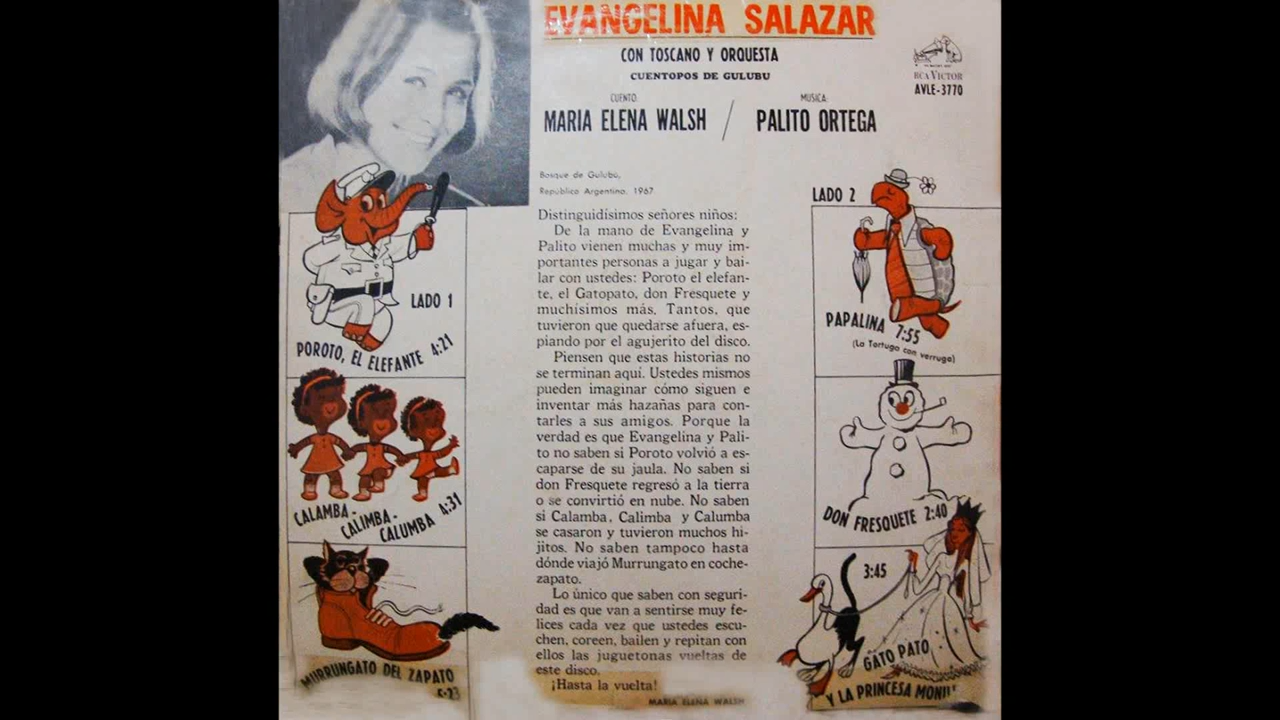 EVANGELINA SALAZAR
CON TOSCANO Y ORQUESTA
CUENTOPOS DE GULUBU
CUENTO:
MARIA ELENA WALSH / 
MUSICA:
PALITO ORTEGA
RCA VICTOR
AVLE-3770
Bosque de Gulubú,
República Argentina, 1967
Distinguidísimos señores niños:
De la mano de Evangelina y
Palito vienen muchas y muy im-
portantes personas a jugar y bai-
lar con ustedes: Poroto el elefan-
te, el Gatopato, don Fresquete y
muchísimos más. Tantos, que
tuvieron que quedarse afuera, es-
piando por el agujerito del disco.
Piensen que estas historias no
se terminan aquí. Ustedes mismos
pueden imaginar cómo siguen e
inventar más hazañas para con-
tarles a sus amigos. Porque la
verdad es que Evangelina y Pali-
to no saben si Poroto volvió a es-
caparse de su jaula. No saben si
don Fresquete regresó a la tierra
o se convirtió en nube. No saben
si Calamba, Calimba y Calumba
se casaron y tuvieron muchos hi-
jitos. No saben tampoco hasta
dónde viajó Murrungato en coche-
zapato.
Lo único que saben con seguri-
dad es que van a sentirse muy fe-
lices cada vez que ustedes escu-
chen, coreen, bailen y repitan con
ellos las juguetonas vueltas de
este disco.
¡Hasta la vuelta!
MARIA ELENA WALSH
LADO 1
POROTO, EL ELEFANTE 4:21
CALAMBA-
CALIMBA-
CALUMBA 4:31
MURRUNGATO DEL ZAPATO
5:23
LADO 2
PAPALINA 7:55
(La Tortuga con verruga)
DON FRESQUETE 2:40
3:45
GATO PATO
Y LA PRINCESA